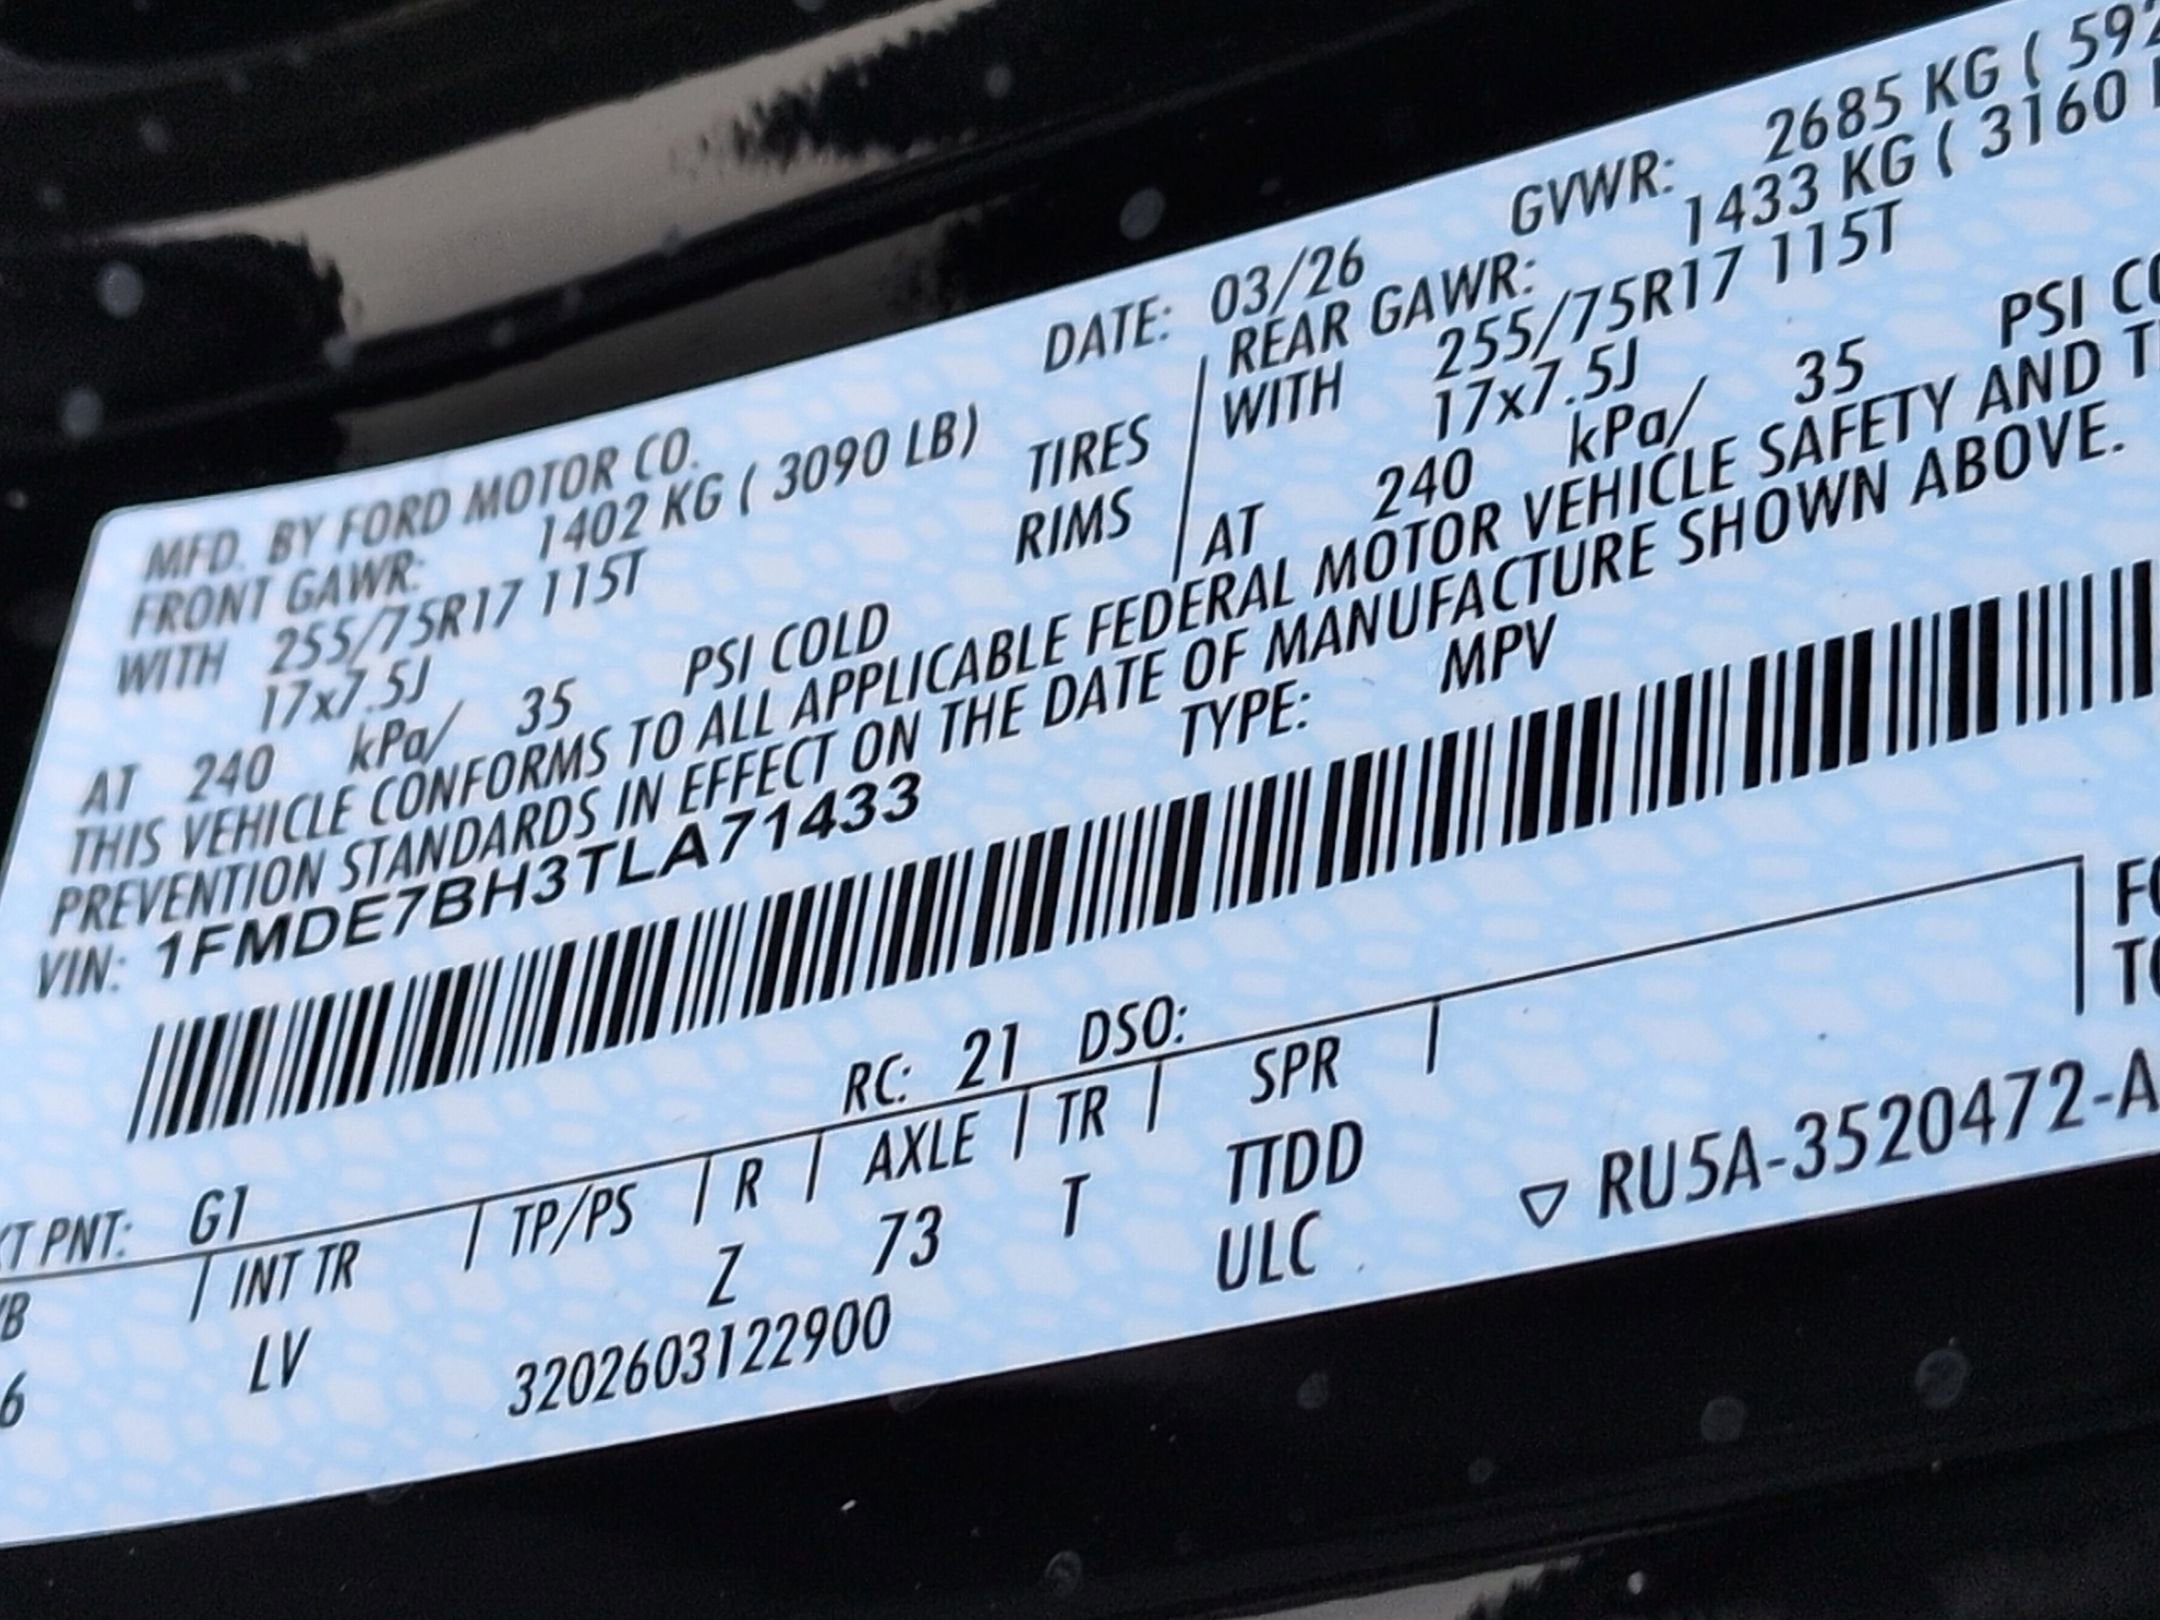 MFD. BY FORD MOTOR CO. DATE: 03/26 GVWR: 2685 KG (
FRONT GAWR: 1402 KG ( 3090 LB) REAR GAWR: 1433 KG ( 3160
WITH 255/75R17 115T TIRES WITH 255/75R17 115T
17x7.5J RIMS 17x7.5J
AT 240 kPa/ 35 PSI COLD AT 240 kPa/ 35 PSI
THIS VEHICLE CONFORMS TO ALL APPLICABLE FEDERAL MOTOR VEHICLE SAFETY AND
PREVENTION STANDARDS IN EFFECT ON THE DATE OF MANUFACTURE SHOWN ABOVE.
VIN: 1FMDE7BH3TLA71433 TYPE: MPV
PNT: G1 RC: 21 DSO:
INT TR TP/PS R AXLE TR SPR
LV Z 73 T TTDD
3202603122900 ULC ▽ RU5A-3520472-A